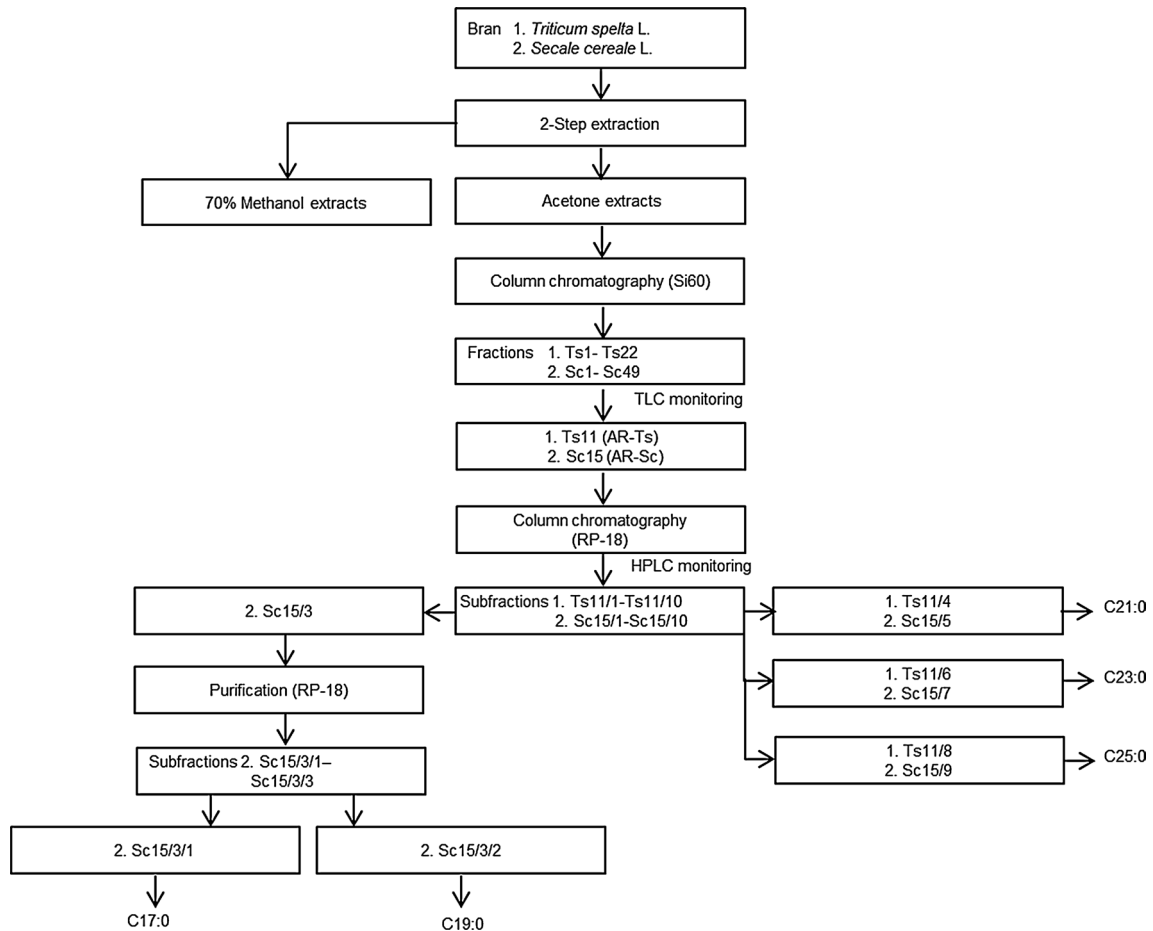 Bran 1. Triticum spelta L.
2. Secale cereale L.
2-Step extraction
70% Methanol extracts
Acetone extracts
Column chromatography (Si60)
Fractions 1. Ts1- Ts22
2. Sc1- Sc49
TLC monitoring
1. Ts11 (AR-Ts)
2. Sc15 (AR-Sc)
Column chromatography
(RP-18)
HPLC monitoring
2. Sc15/3
Subfractions 1. Ts11/1-Ts11/10
2. Sc15/1-Sc15/10
1. Ts11/4
2. Sc15/5
C21:0
Purification (RP-18)
1. Ts11/6
2. Sc15/7
C23:0
Subfractions 2. Sc15/3/1–
Sc15/3/3
1. Ts11/8
2. Sc15/9
C25:0
2. Sc15/3/1
2. Sc15/3/2
C17:0
C19:0